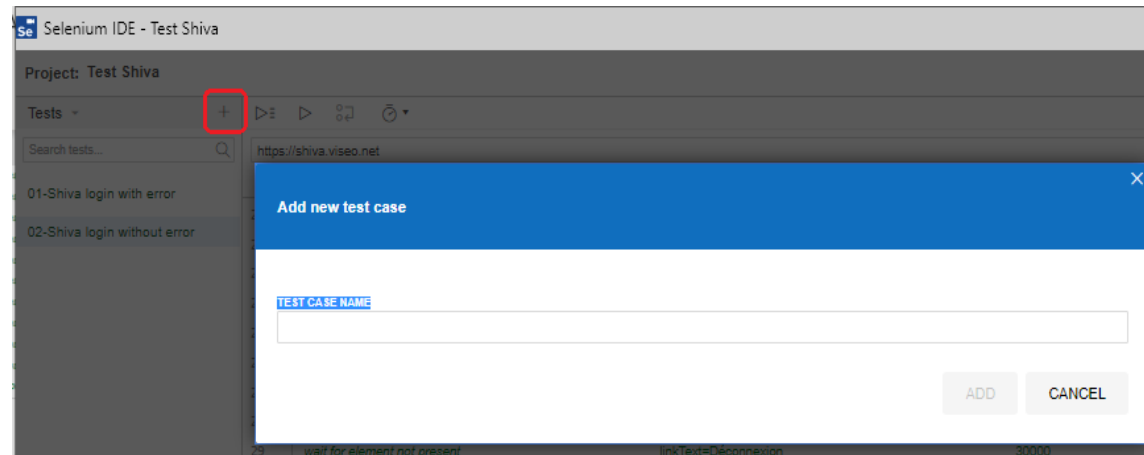 Selenium IDE - Test Shiva
Project: Test Shiva
Tests
Search tests...
https://shiva.viseo.net
01-Shiva login with error
02-Shiva login without error
Add new test case
TEST CASE NAME
ADD
CANCEL
29 wait for element not present linkText=Déconnexion 30000